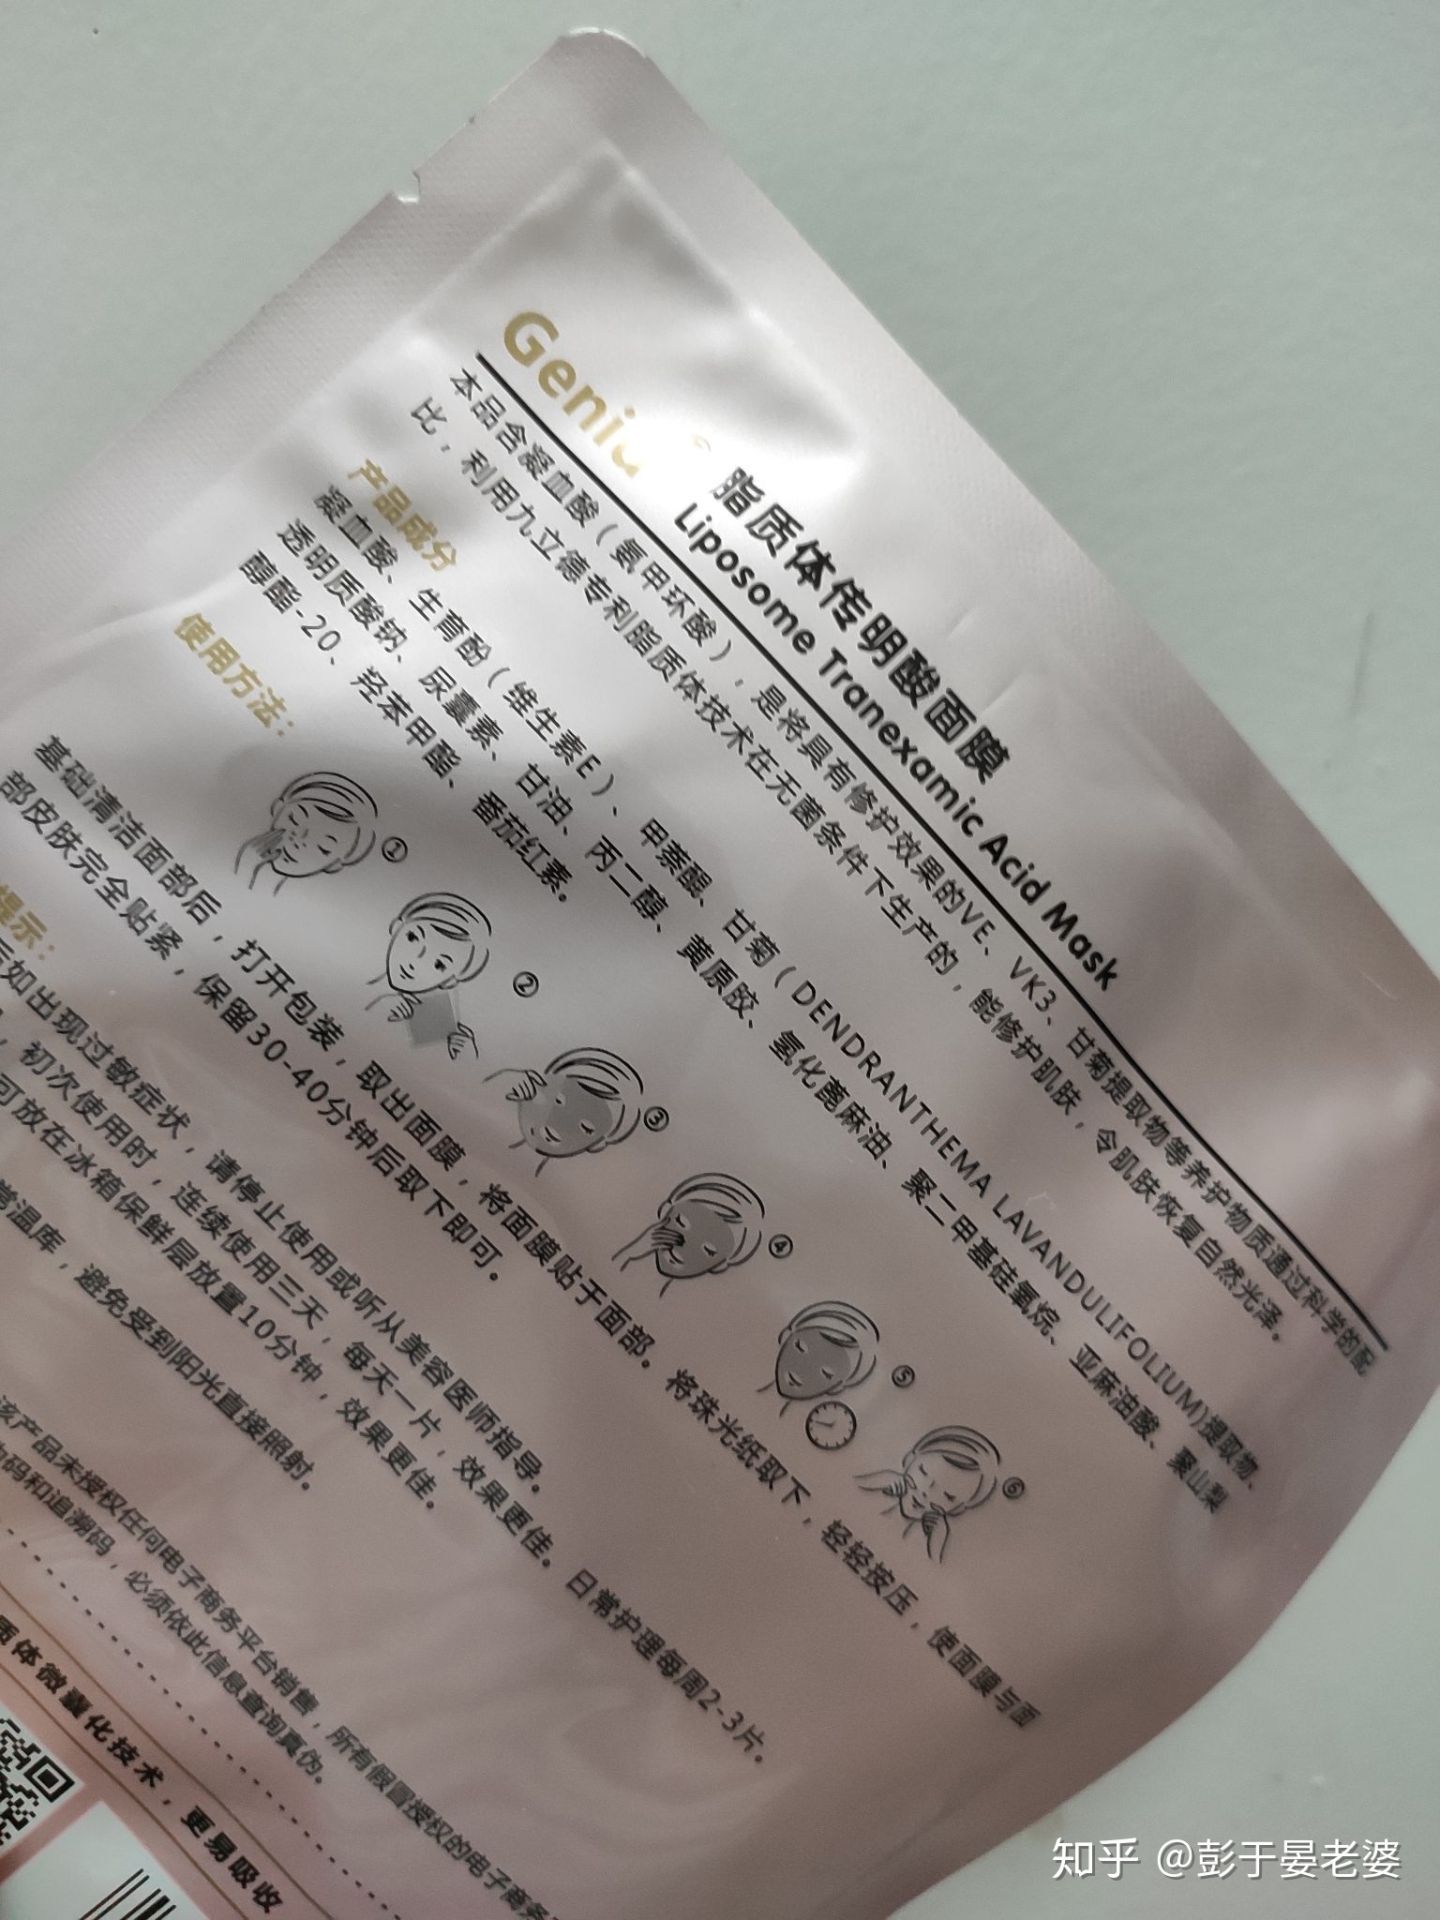 脂质体传明酸面膜
Liposome Tranexamic Acid Mask
本品含凝血酸（氨甲环酸），是将具有修护效果的VE、VK3、甘菊提取物等养护物质通过科学的配
比，利用九立德专利脂质体技术在无菌条件下生产的，能修护肌肤，令肌肤恢复自然光泽。
产品成分
凝血酸、生育酚（维生素E）、甲萘醌、甘菊（DENDRANTHEMA LAVANDULIFOLIUM)提取物、
透明质酸钠、尿囊素、甘油、丙二醇、黄原胶、氢化蓖麻油、聚二甲基硅氧烷、亚麻油酸、聚山梨
醇酯-20、羟苯甲酯、番茄红素。
使用方法：
①
②
③
④
⑤
⑥
基础清洁面部后，打开包装，取出面膜，将面膜贴于面部。将珠光纸取下，轻轻按压，使面膜与面
部皮肤完全贴紧，保留30-40分钟后取下即可。
提示：
如出现过敏症状，请停止使用或听从美容医师指导。
，初次使用时，连续使用三天，每天一片，效果更佳。日常护理每周2-3片。
可放在冰箱保鲜层放置10分钟，效果更佳。
常温库，避免受到阳光直接照射。
该产品未授权任何电子商务平台销售，所有假冒授权的电子商务
码和追溯码，必须依此信息查询真伪。
质体微囊化技术，更易吸收
知乎 @彭于晏老婆